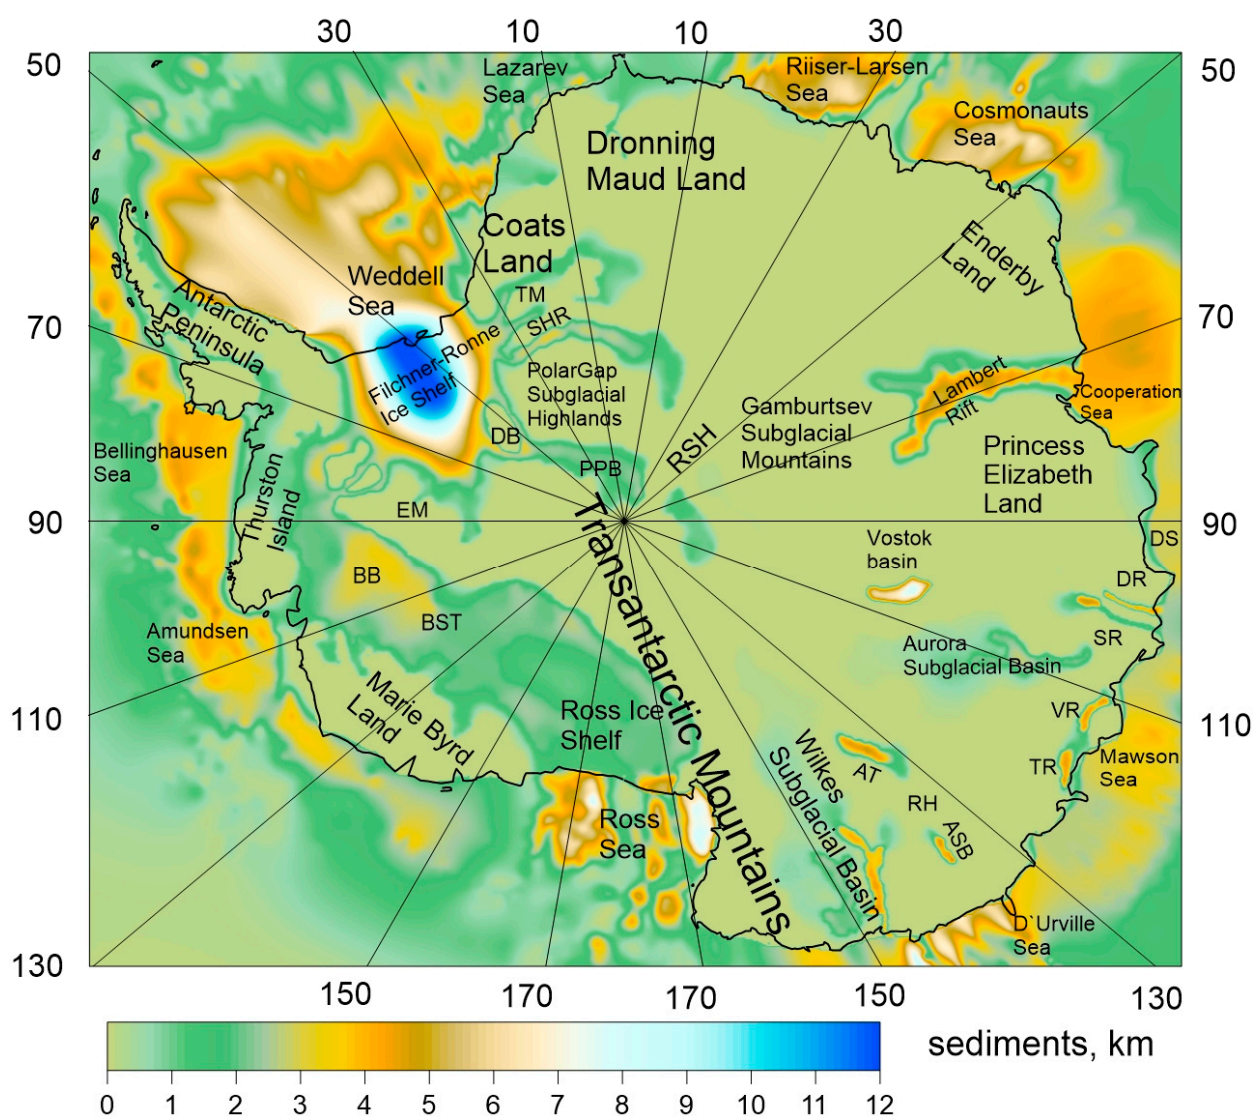 30
10
10
30
50
50
Lazarev
Sea
Riiser-Larsen
Sea
Cosmonauts
Sea
Dronning
Maud Land
Coats
Land
Enderby
Land
Weddell
Sea
TM
SHR
Antarctic
Peninsula
70
70
Filchner-Ronne
Ice Shelf
PolarGap
Subglacial
Highlands
Lambert
Rift
Cooperation
Sea
Gamburtsev
Subglacial
Mountains
DB
RSH
PPB
Princess
Elizabeth
Land
Bellinghausen
Sea
Thurston
Island
EM
90
90
Transantarctic Mountains
Vostok
basin
DS
BB
DR
BST
Amundsen
Sea
SR
Aurora
Subglacial Basin
Marie Byrd
Land
Ross Ice
Shelf
VR
110
110
Wilkes
Subglacial Basin
AT
TR
Mawson
Sea
RH
ASB
Ross
Sea
D`Urville
Sea
130
150
170
170
150
130
sediments, km
0 1 2 3 4 5 6 7 8 9 10 11 12